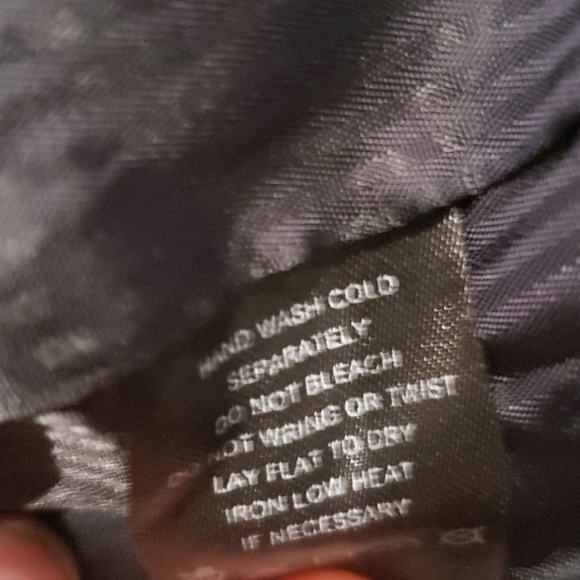 HAND WASH COLD
SEPARATELY
DO NOT BLEACH
DO NOT WRING OR TWIST
LAY FLAT TO DRY
IRON LOW HEAT
IF NECESSARY